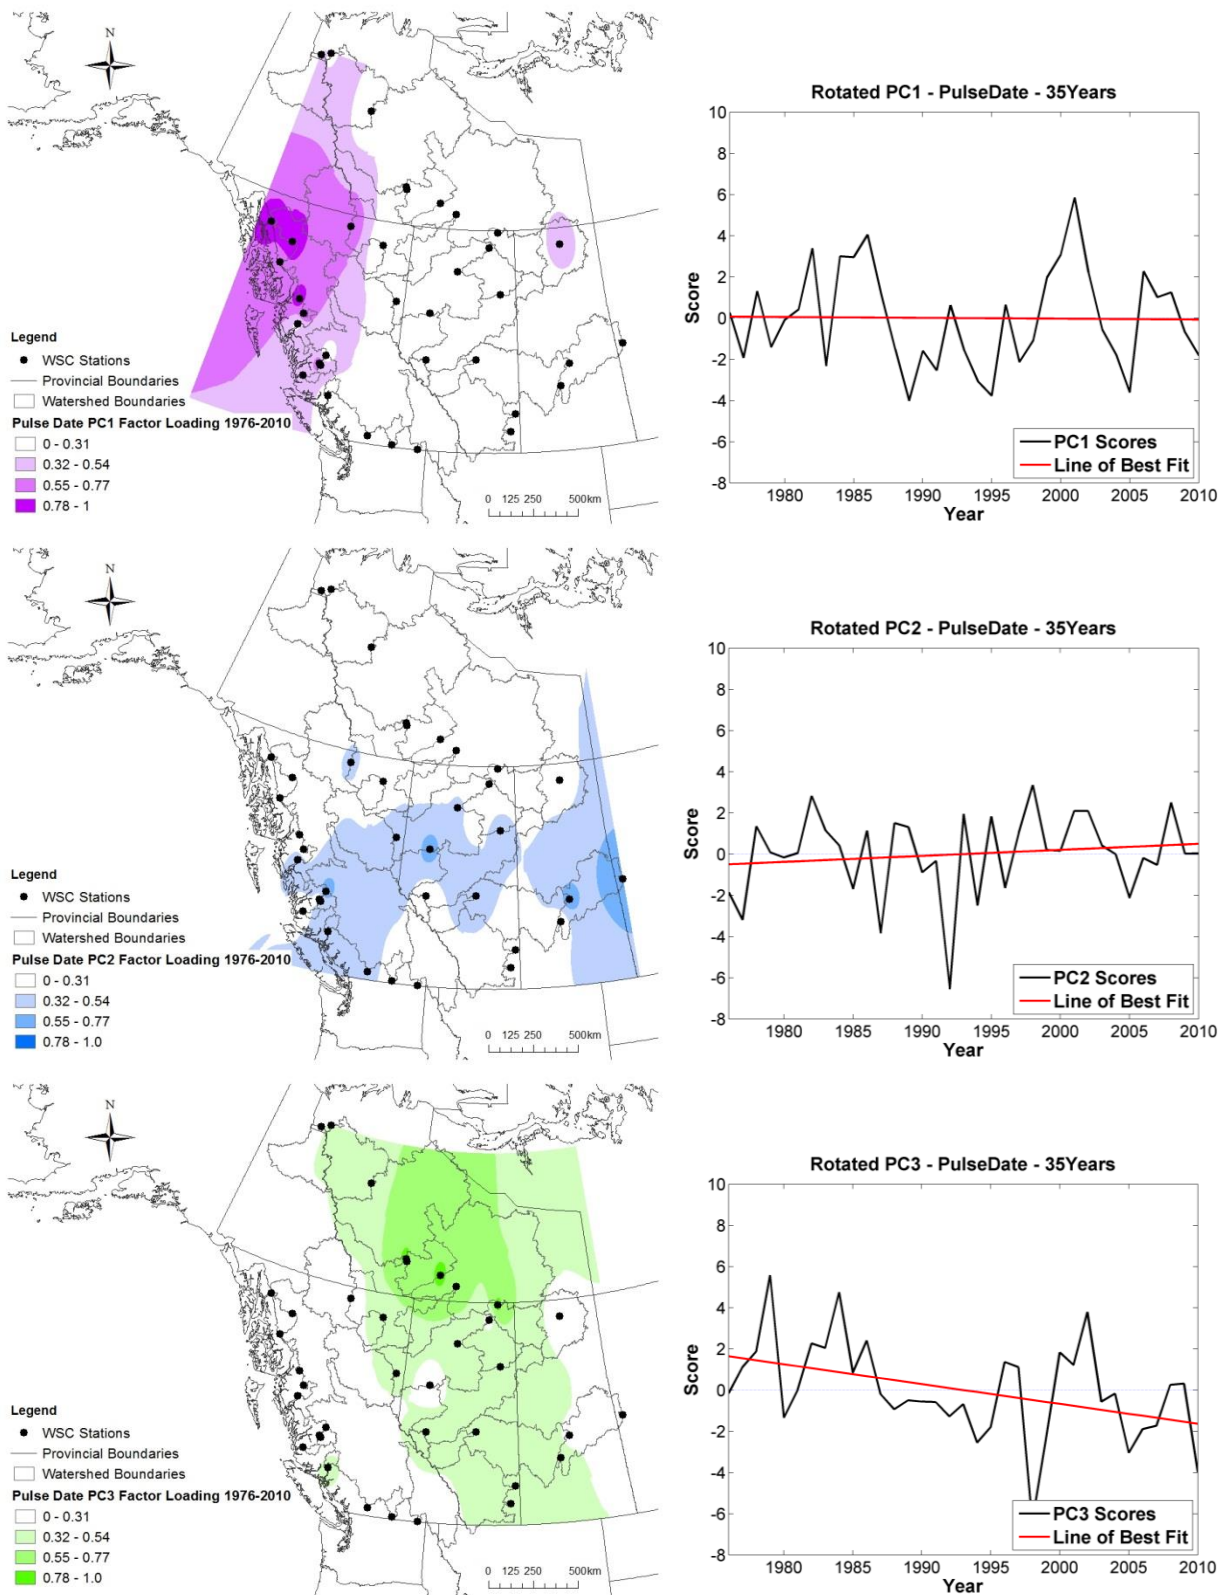 N
Legend
WSC Stations
Provincial Boundaries
Watershed Boundaries
Pulse Date PC1 Factor Loading 1976-2010
0 - 0.31
0.32 - 0.54
0.55 - 0.77
0.78 - 1
0 125 250 500km
Rotated PC1 - PulseDate - 35Years
10
8
6
4
2
0
-2
-4
-6
-8
Score
PC1 Scores
Line of Best Fit
1980 1985 1990 1995 2000 2005 2010
Year
N
Legend
WSC Stations
Provincial Boundaries
Watershed Boundaries
Pulse Date PC2 Factor Loading 1976-2010
0 - 0.31
0.32 - 0.54
0.55 - 0.77
0.78 - 1.0
0 125 250 500km
Rotated PC2 - PulseDate - 35Years
10
8
6
4
2
0
-2
-4
-6
-8
Score
PC2 Scores
Line of Best Fit
1980 1985 1990 1995 2000 2005 2010
Year
N
Legend
WSC Stations
Provincial Boundaries
Watershed Boundaries
Pulse Date PC3 Factor Loading 1976-2010
0 - 0.31
0.32 - 0.54
0.55 - 0.77
0.78 - 1.0
0 125 250 500km
Rotated PC3 - PulseDate - 35Years
10
8
6
4
2
0
-2
-4
-6
-8
Score
PC3 Scores
Line of Best Fit
1980 1985 1990 1995 2000 2005 2010
Year